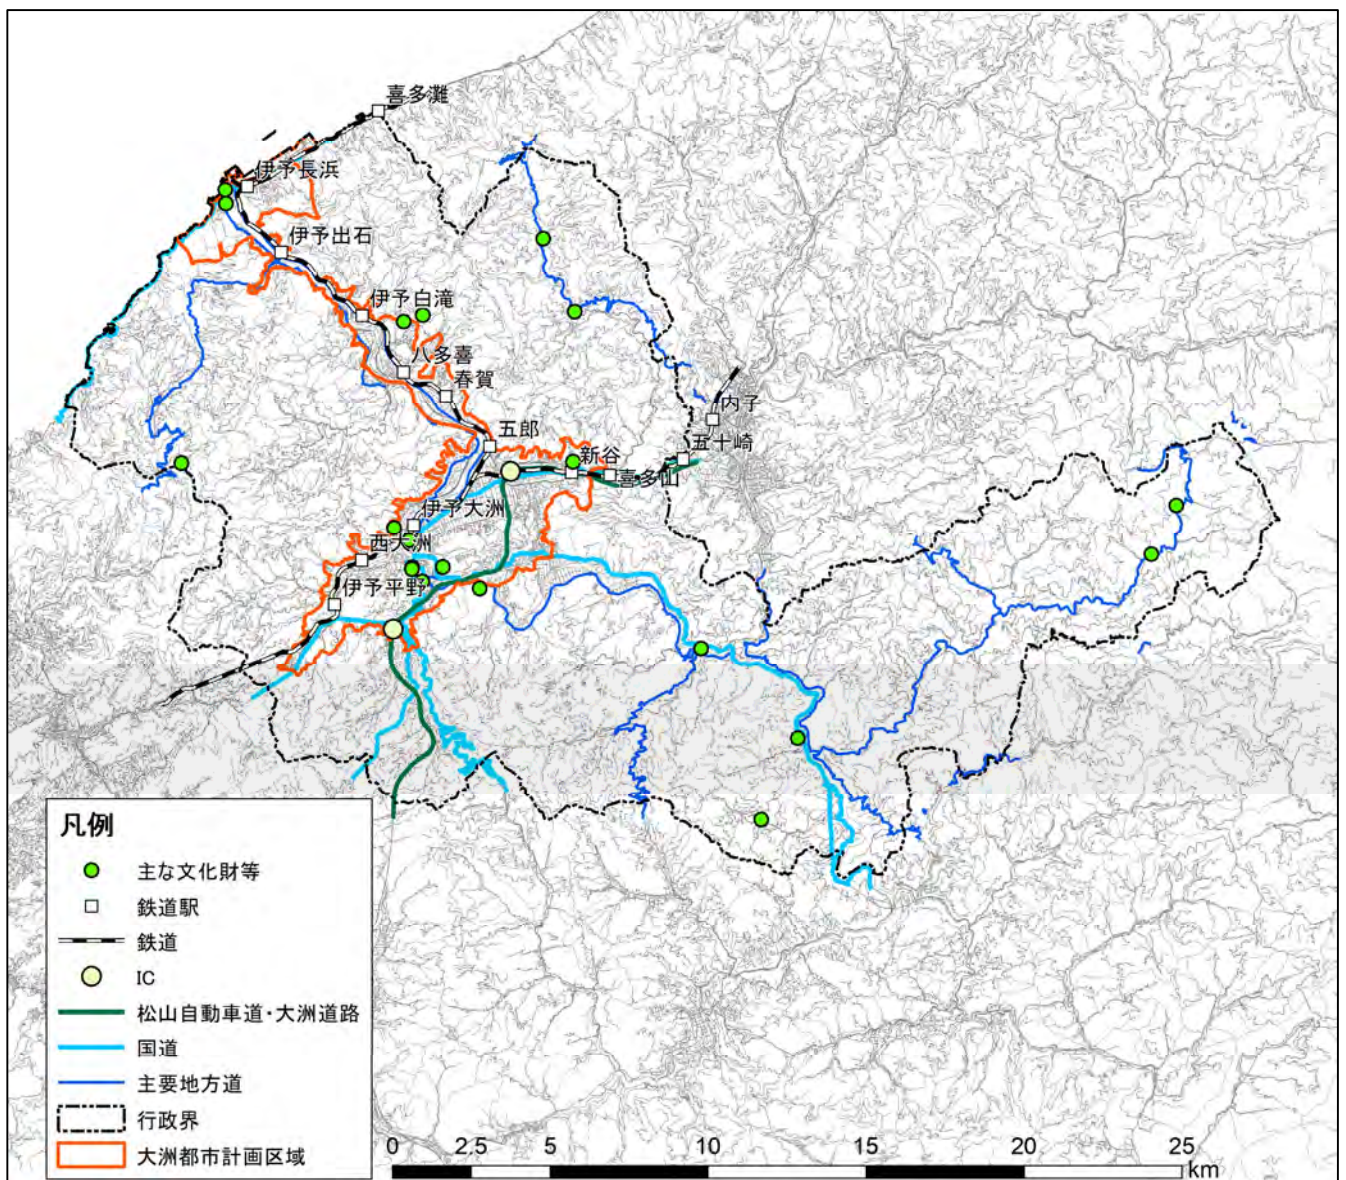 喜多灘
伊予長浜
伊予出石
伊予白滝
八多喜
春賀
内子
五郎
五十崎
新谷
喜多山
伊予大洲
西大洲
伊予平野
凡例
主な文化財等
鉄道駅
鉄道
IC
松山自動車道・大洲道路
国道
主要地方道
行政界
大洲都市計画区域
0 2.5 5 10 15 20 25
km